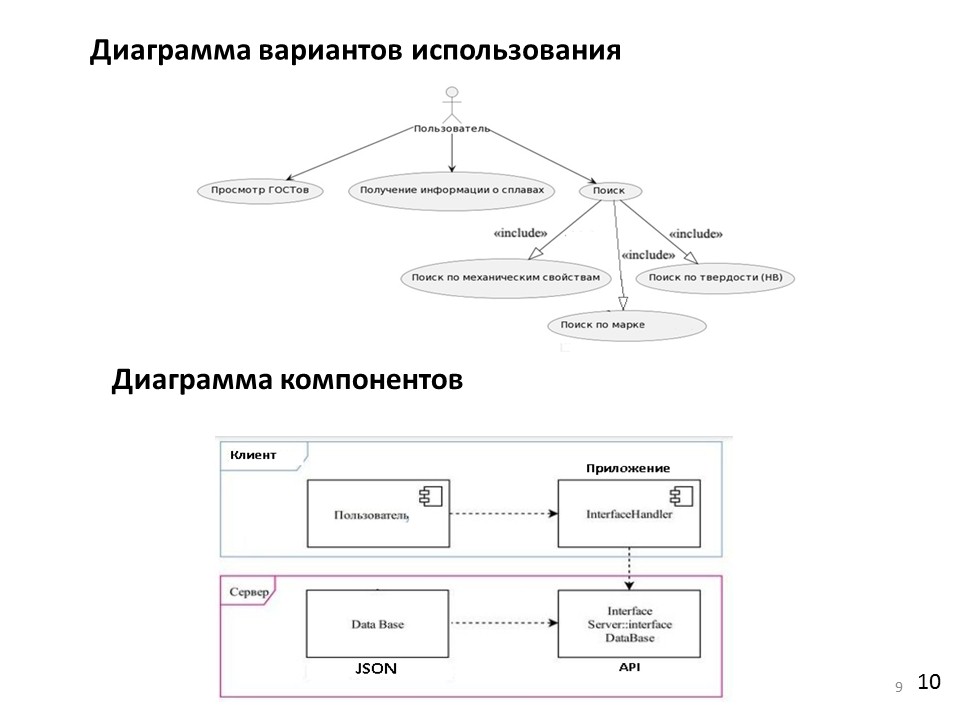 Диаграмма вариантов использования
Пользователь
Просмотр ГОСТов
Получение информации о сплавах
Поиск
«include»
«include»
«include»
Поиск по механическим свойствам
Поиск по твердости (HB)
Поиск по марке
Диаграмма компонентов
Клиент
Приложение
Пользователь
InterfaceHandler
Сервер
Data Base
Interface
Server::interface
DataBase
JSON
API
9
10